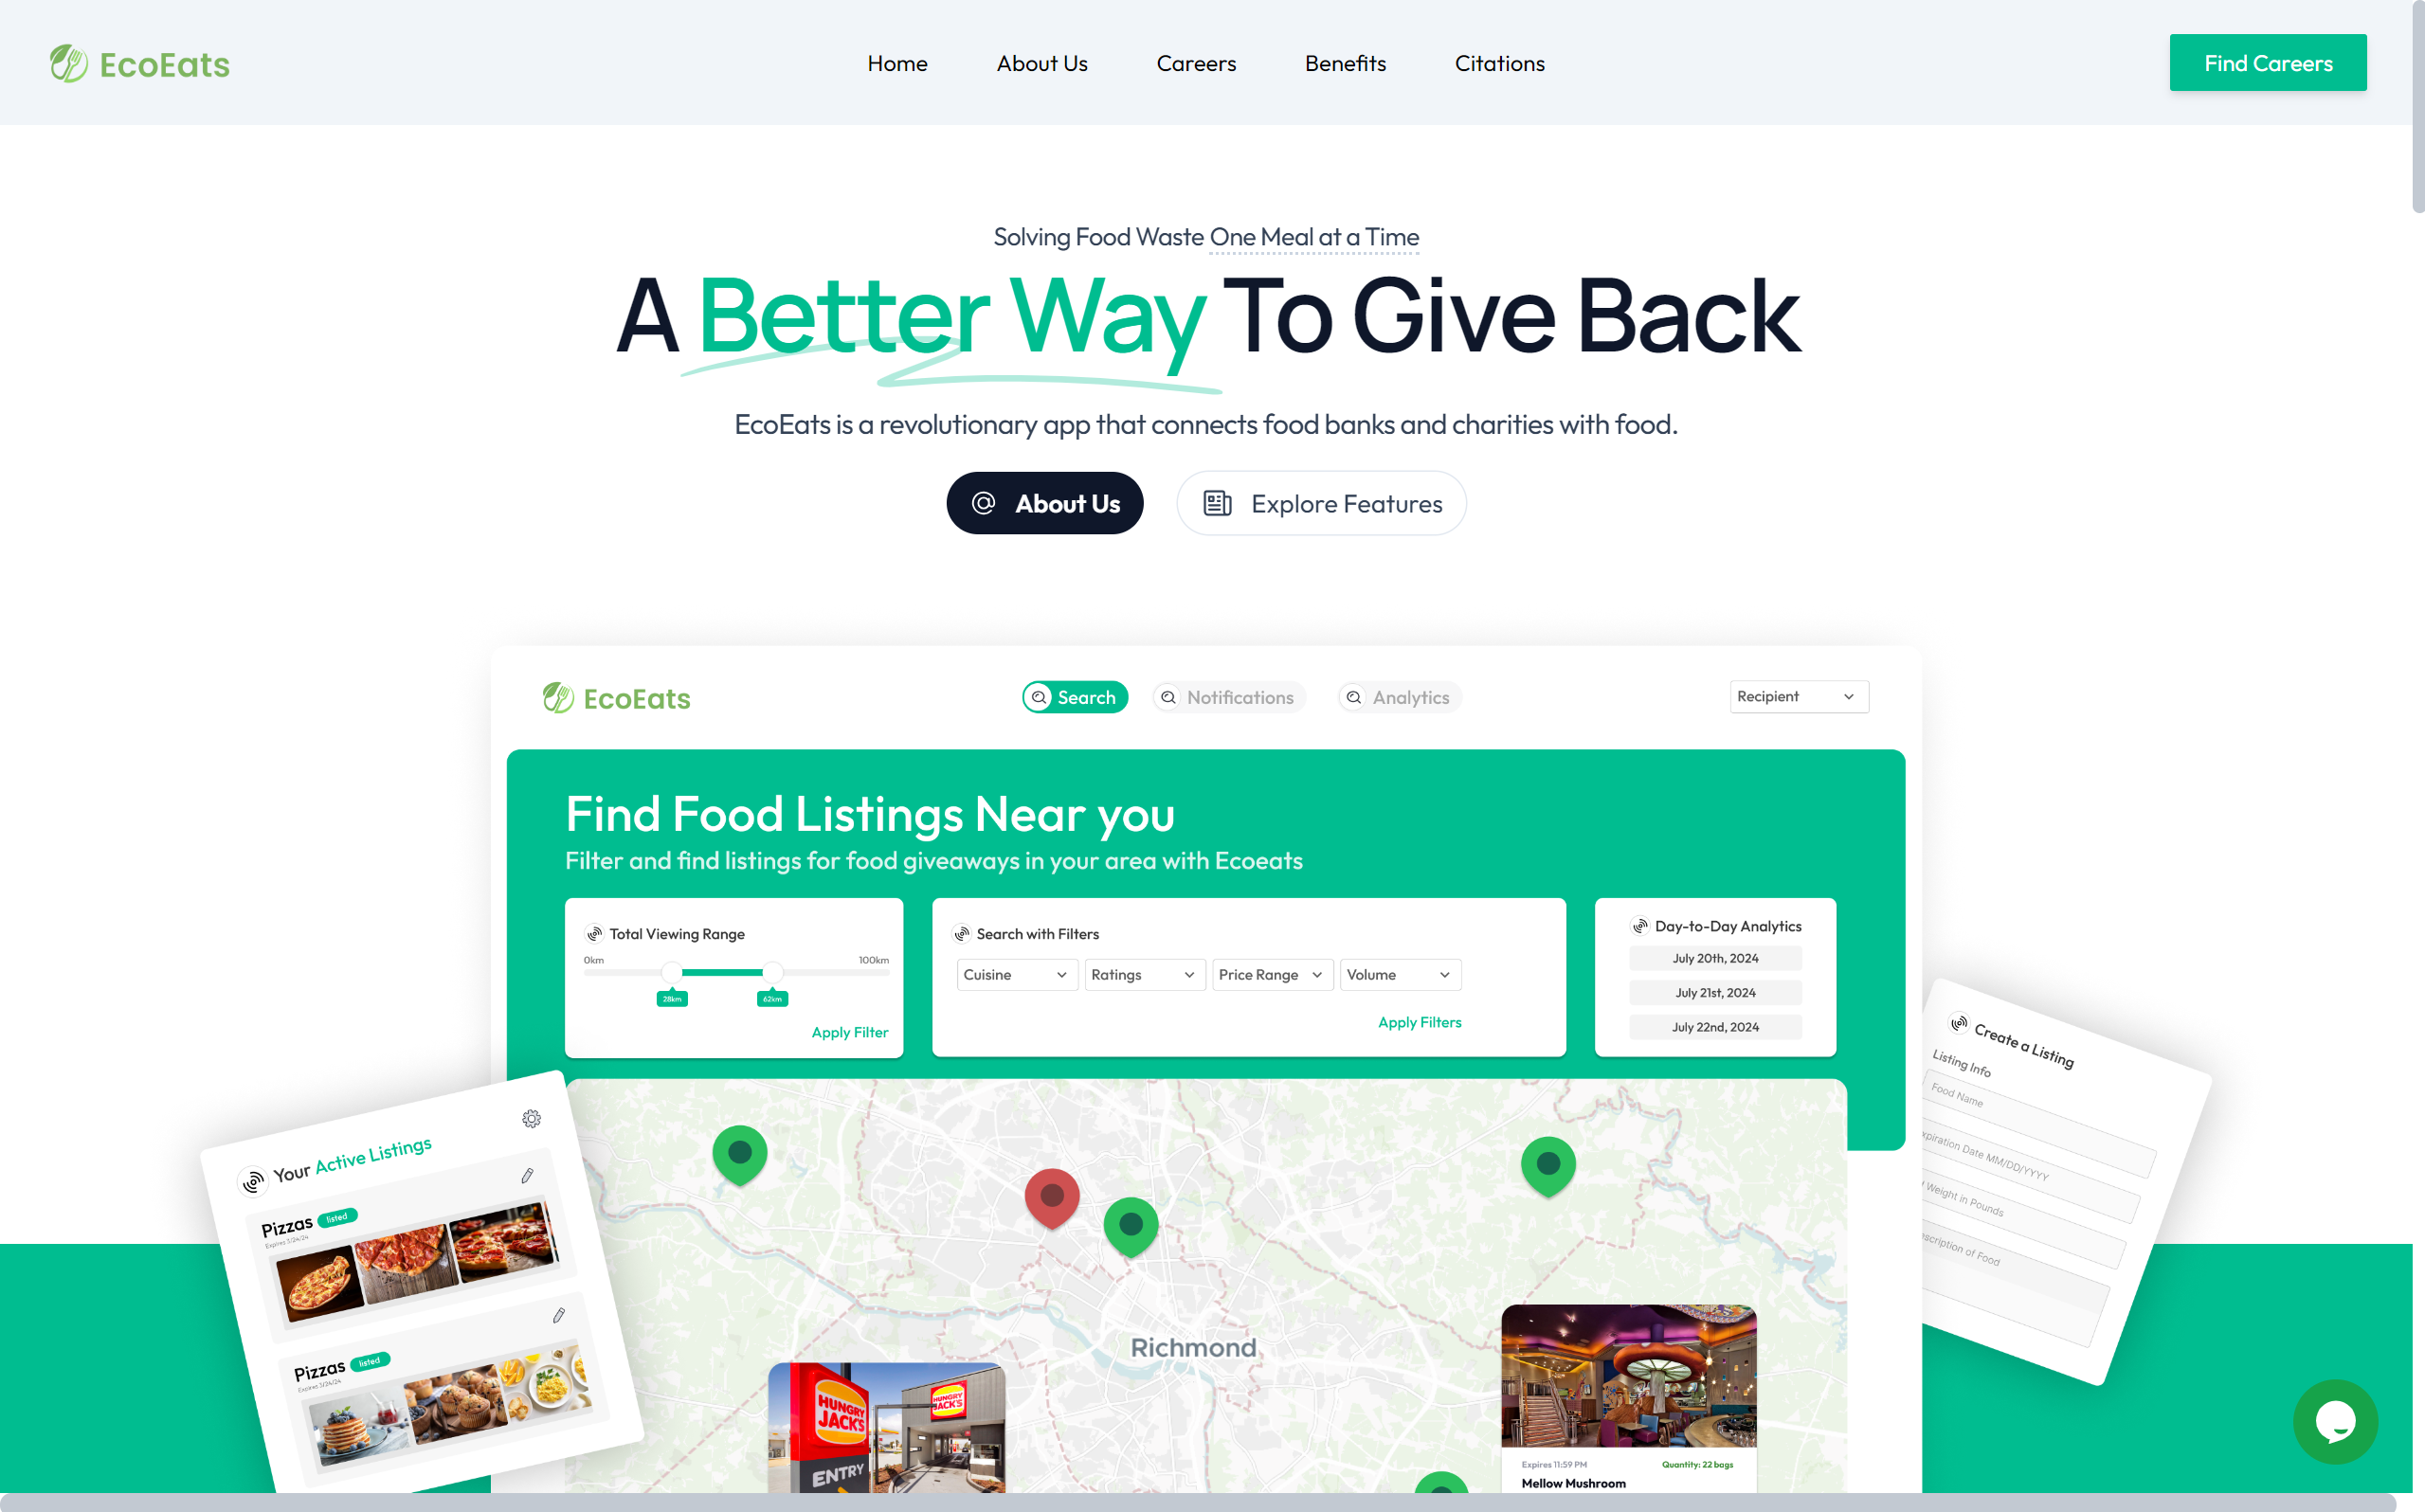 EcoEats
Home
About Us
Careers
Benefits
Citations
Find Careers
Solving Food Waste One Meal at a Time
A Better Way To Give Back
EcoEats is a revolutionary app that connects food banks and charities with food.
About Us
Explore Features
EcoEats
Search
Notifications
Analytics
Recipient
Find Food Listings Near you
Filter and find listings for food giveaways in your area with Ecoeats
Total Viewing Range
0km
100km
28km
62km
Apply Filter
Search with Filters
Cuisine
Ratings
Price Range
Volume
Apply Filters
Day-to-Day Analytics
July 20th, 2024
July 21st, 2024
July 22nd, 2024
Create a Listing
Listing Info
Food Name
xpiration Date MM/DD/YYYY
Weight in Pounds
scription of Food
Your Active Listings
Pizzas
listed
Expires 3/24/24
Pizzas
listed
Expires 3/24/24
Richmond
HUNGRY
JACK'S
HUNGRY
JACK'S
ENTRY
Expires 11:59 PM
Quantity: 22 bags
Mellow Mushroom